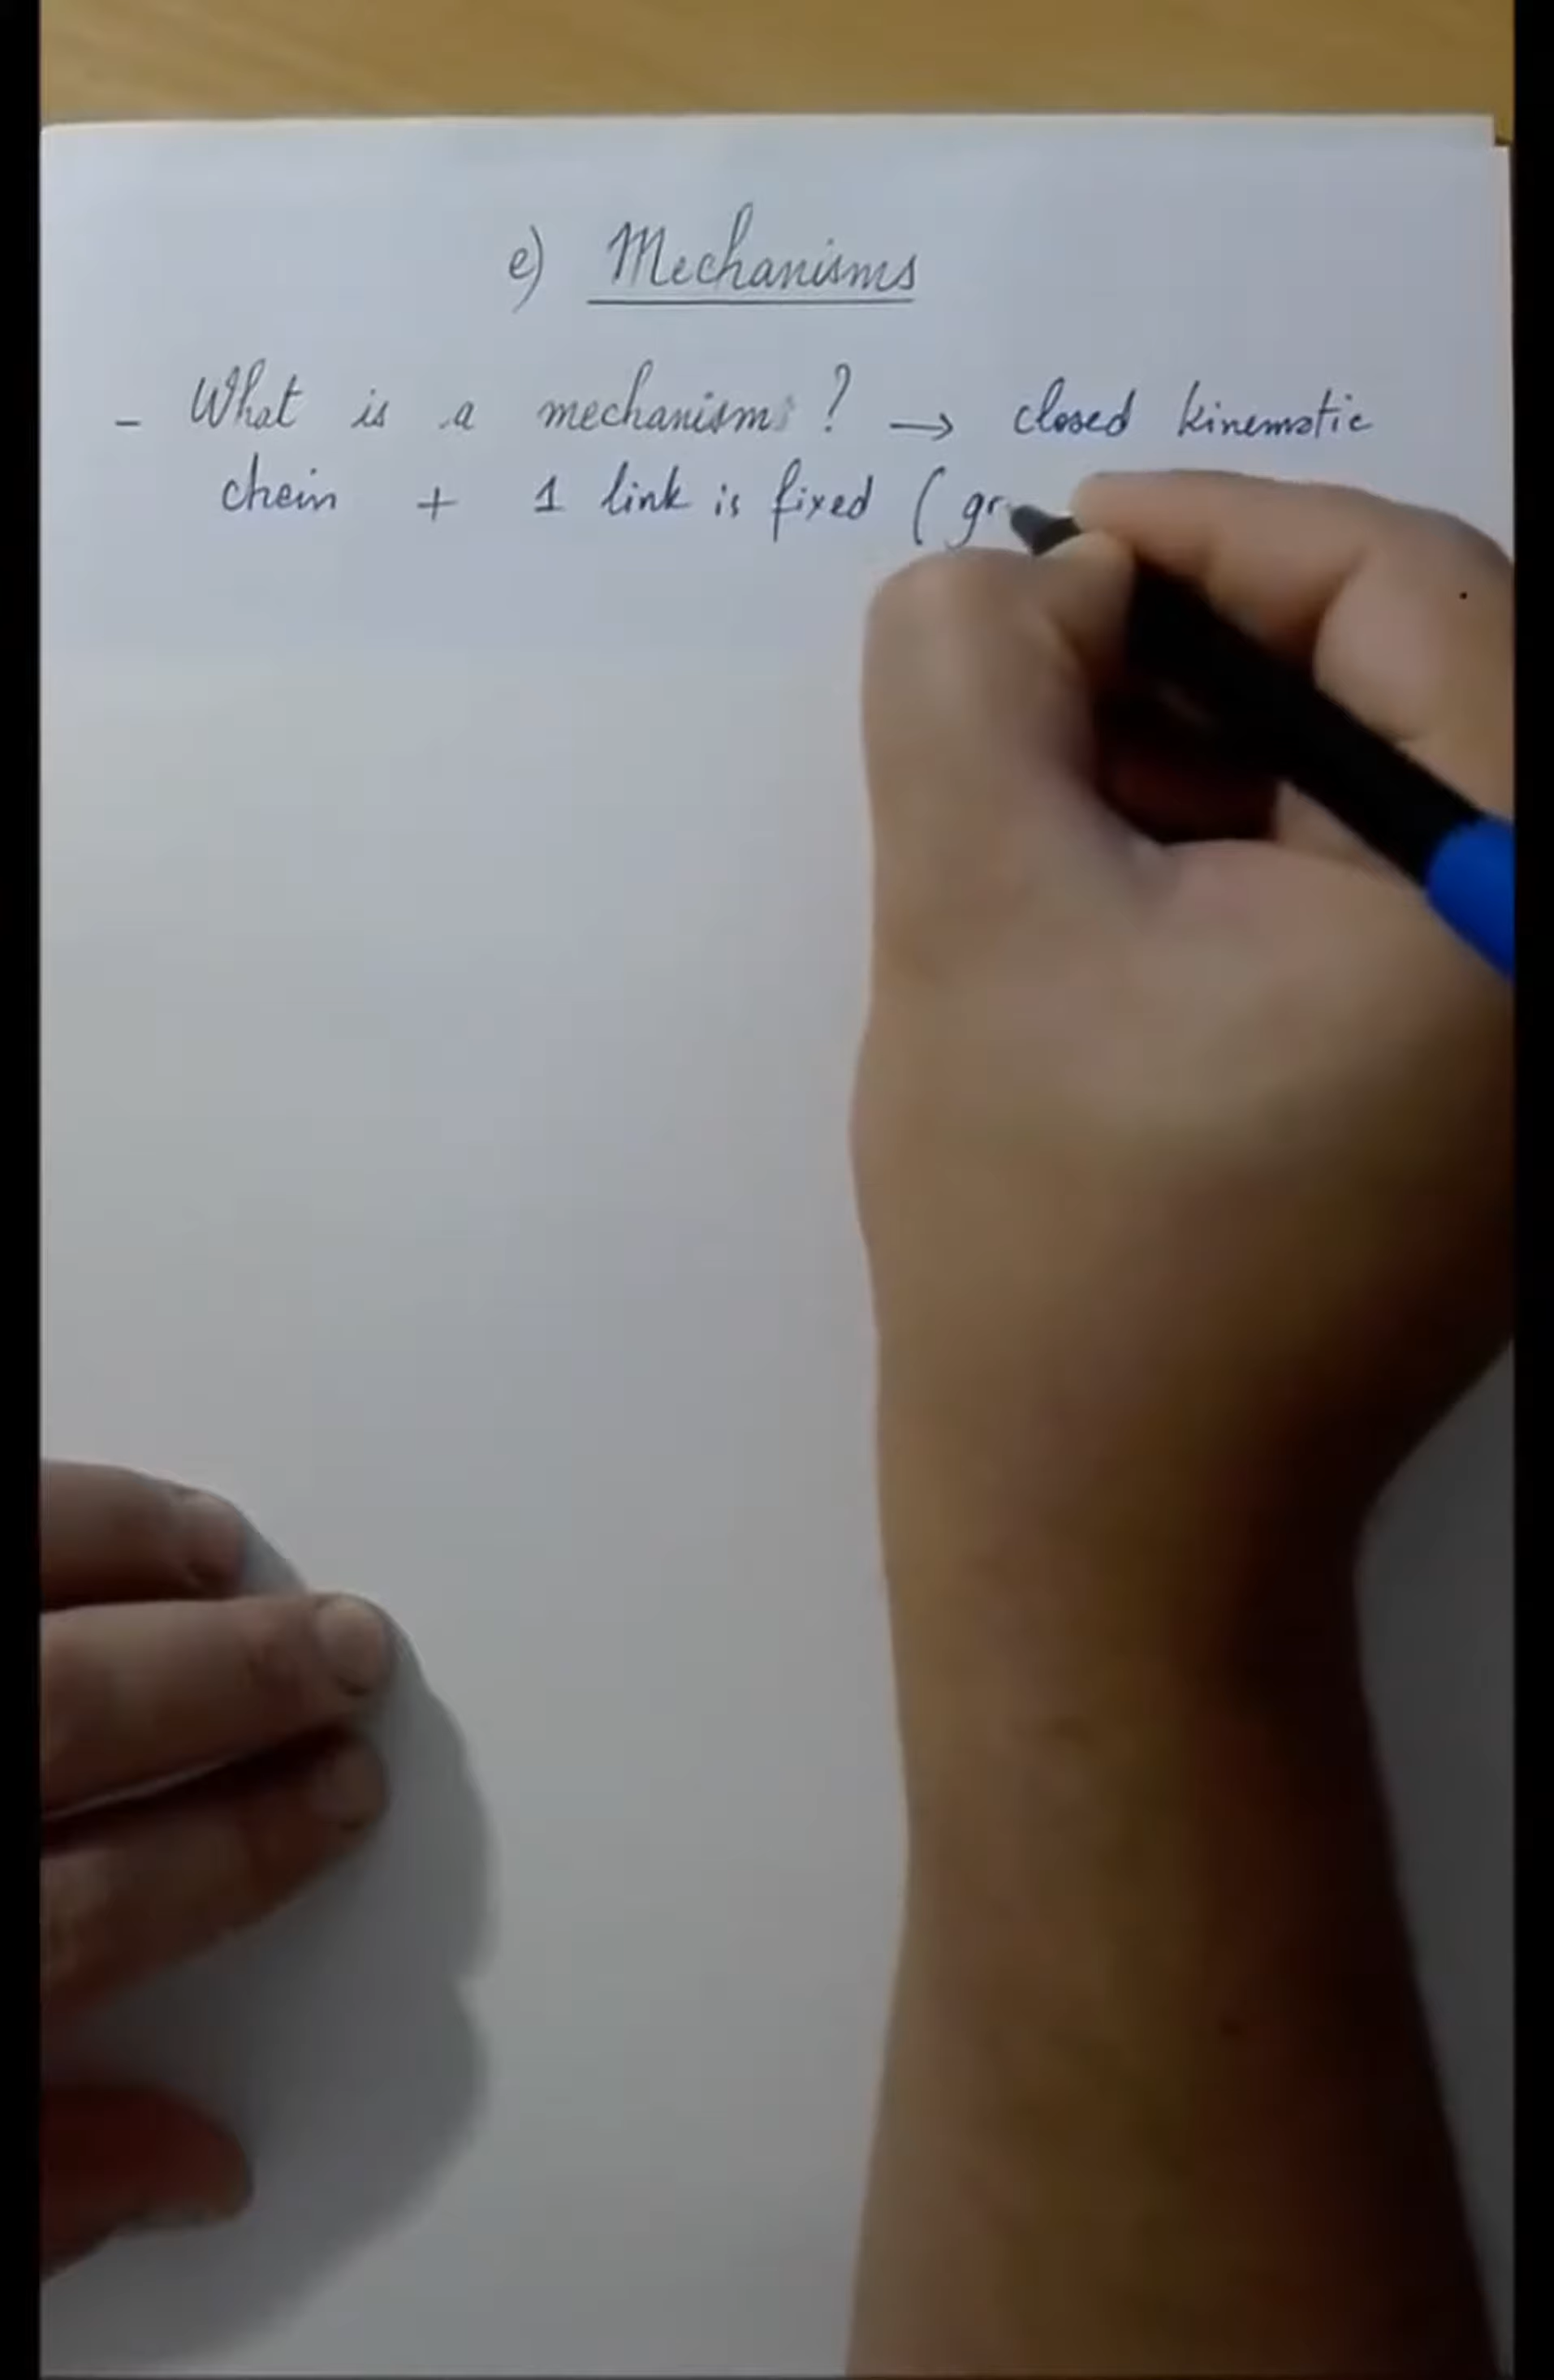 e) Mechanisms
- What is a mechanism ? → closed kinematic
chain + 1 link is fixed (gr